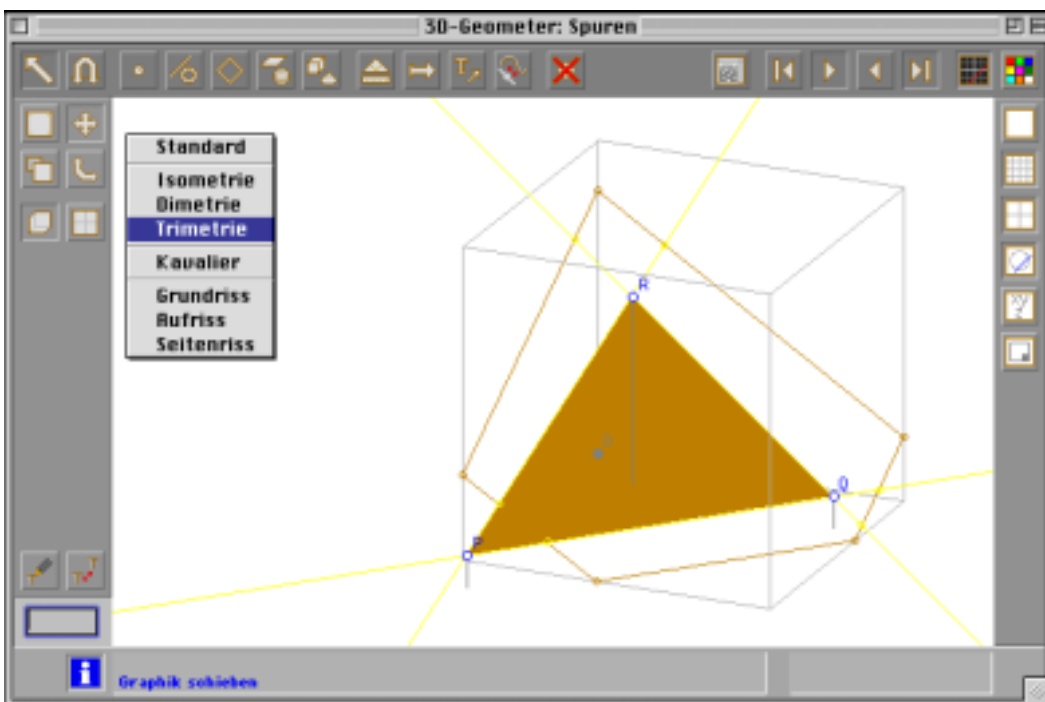 3D-Geometer: Spuren
Standard
Isometrie
Dimetrie
Trimetrie
Kavalier
Grundriss
Aufriss
Seitenriss
R
Q
P
Graphik schieben